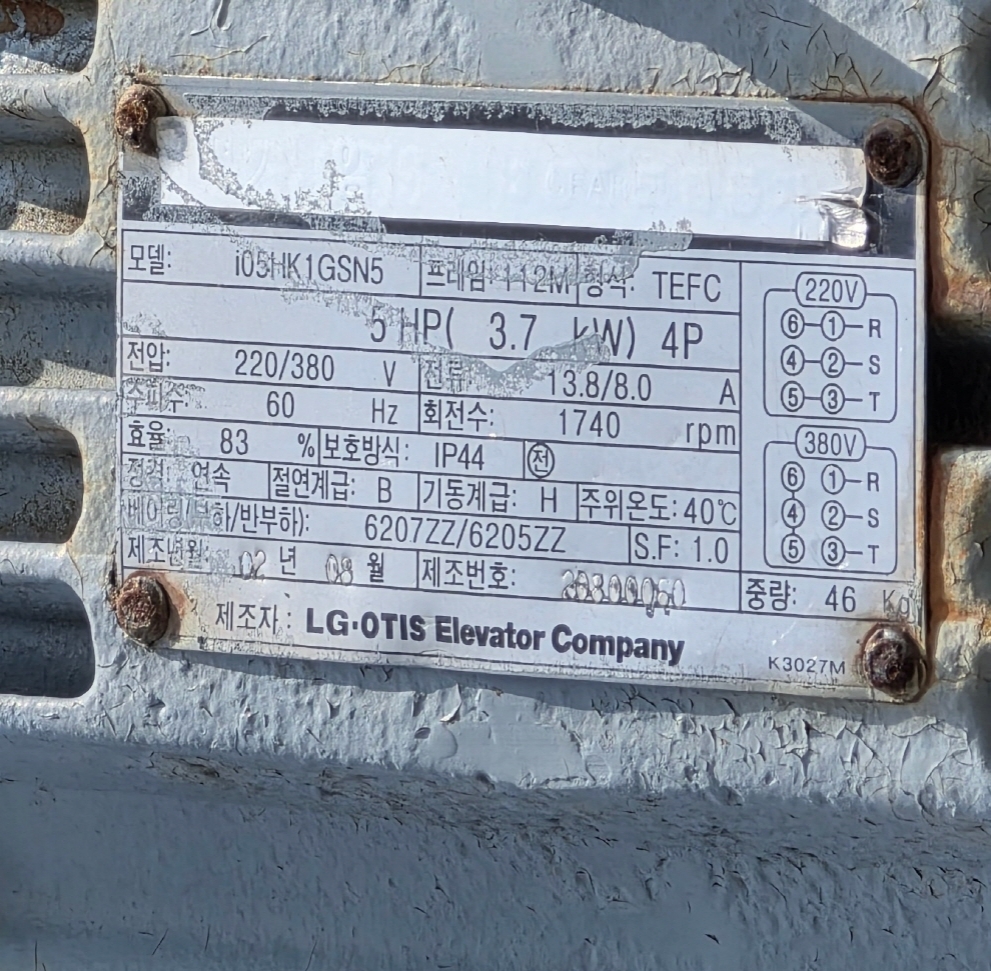 모델: i05HK1GSN5 프레임: 112M 형식: TEFC
5 HP( 3.7 kW) 4P
전압: 220/380 V 전류 13.8/8.0 A
주파수: 60 Hz 회전수: 1740 rpm
효율: 83 % 보호방식: IP44 전
정격: 연속 절연계급: B 기동계급: H 주위온도: 40℃
베어링(부하/반부하): 6207ZZ/6205ZZ S.F: 1.0
제조년월: 02 년 08 월 제조번호:
220V
⑥-①-R
④-②-S
⑤-③-T
380V
⑥ ①-R
④ ②-S
⑤ ③-T
중량: 46 Kg
제조자: LG·OTIS Elevator Company
K3027M